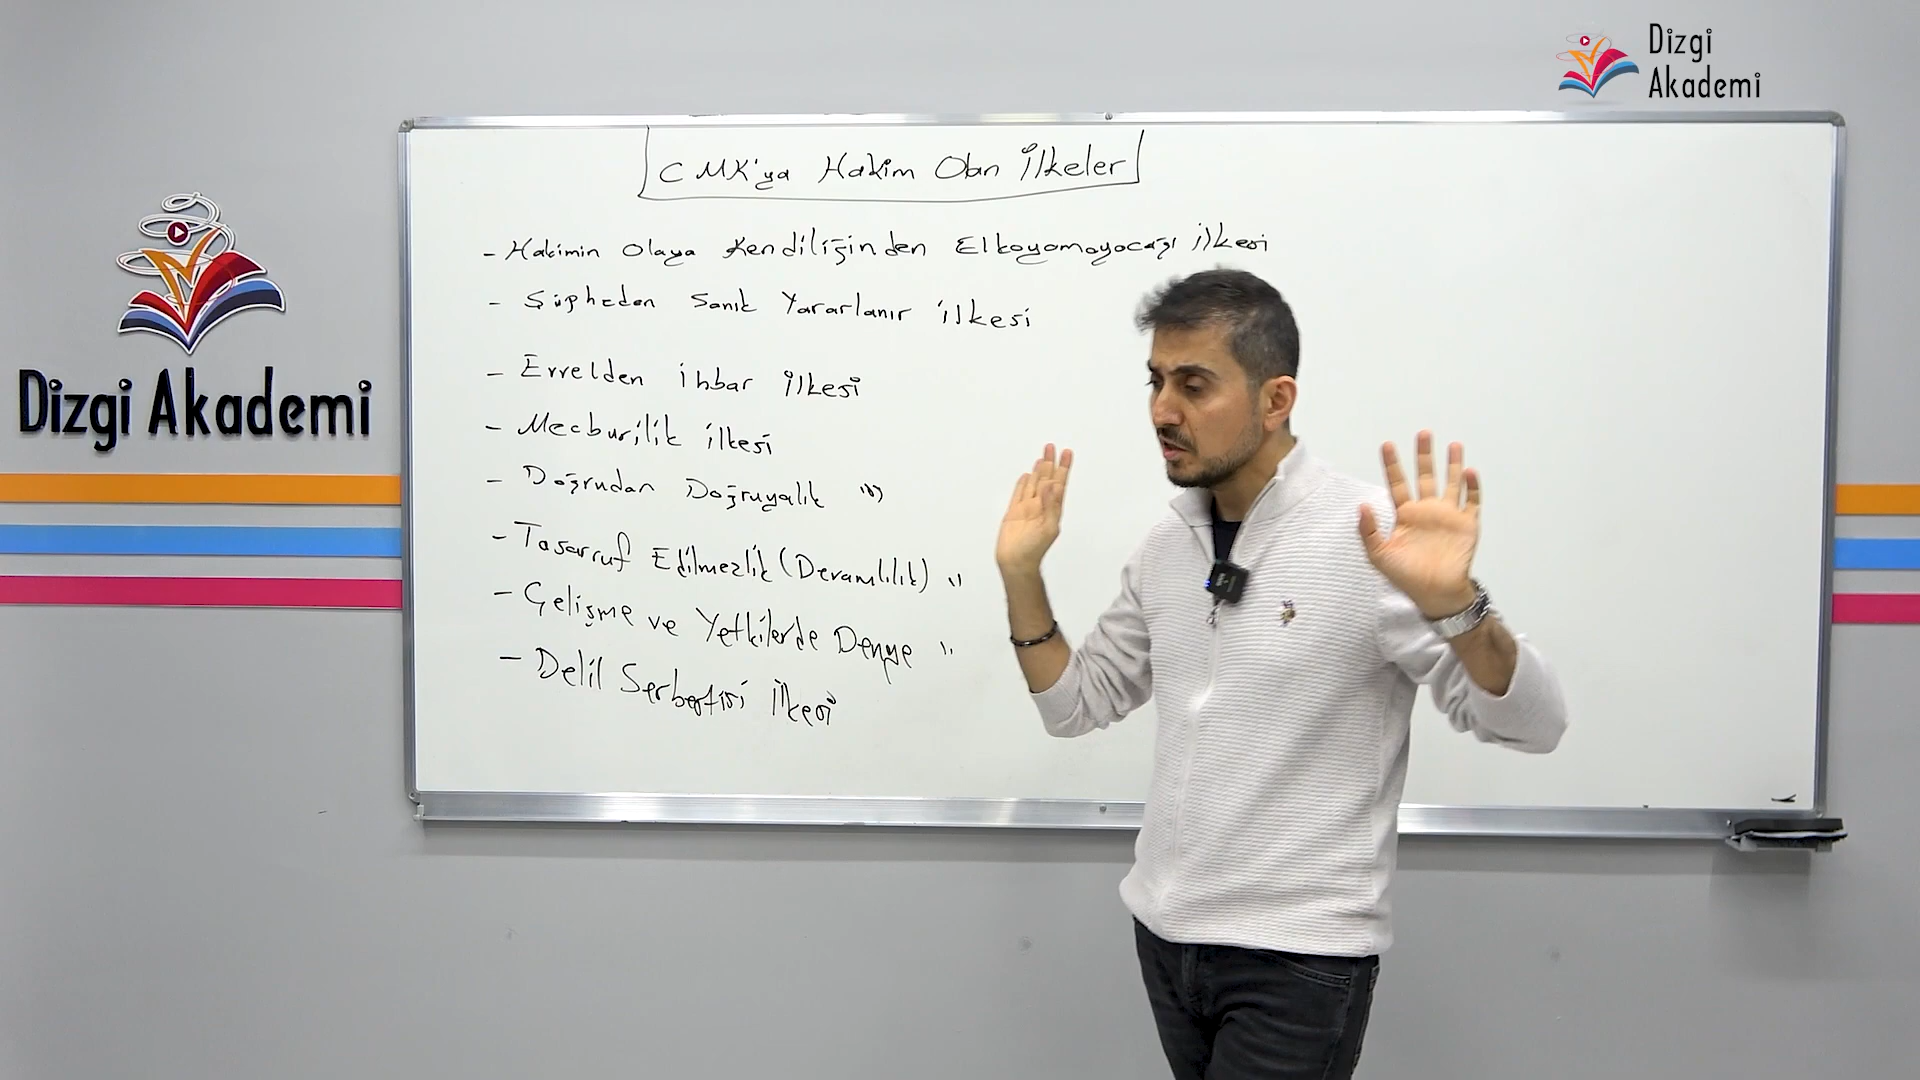 Dizgi
Akademi
CMK'ya Hakim Olan İlkeler
- Hakimin Olaya Kendiliğinden Elkoyamayacağı İlkesi
- Şüpheden Sanık Yararlanır İlkesi
- Evvelden İhbar İlkesi
- Mecburilik İlkesi
- Doğrudan Doğruyalık "
- Tasarruf Edilmezlik (Devamlılık) "
- Gelişme ve Yetkilerde Denge "
- Delil Serbestisi İlkesi
Dizgi Akademi